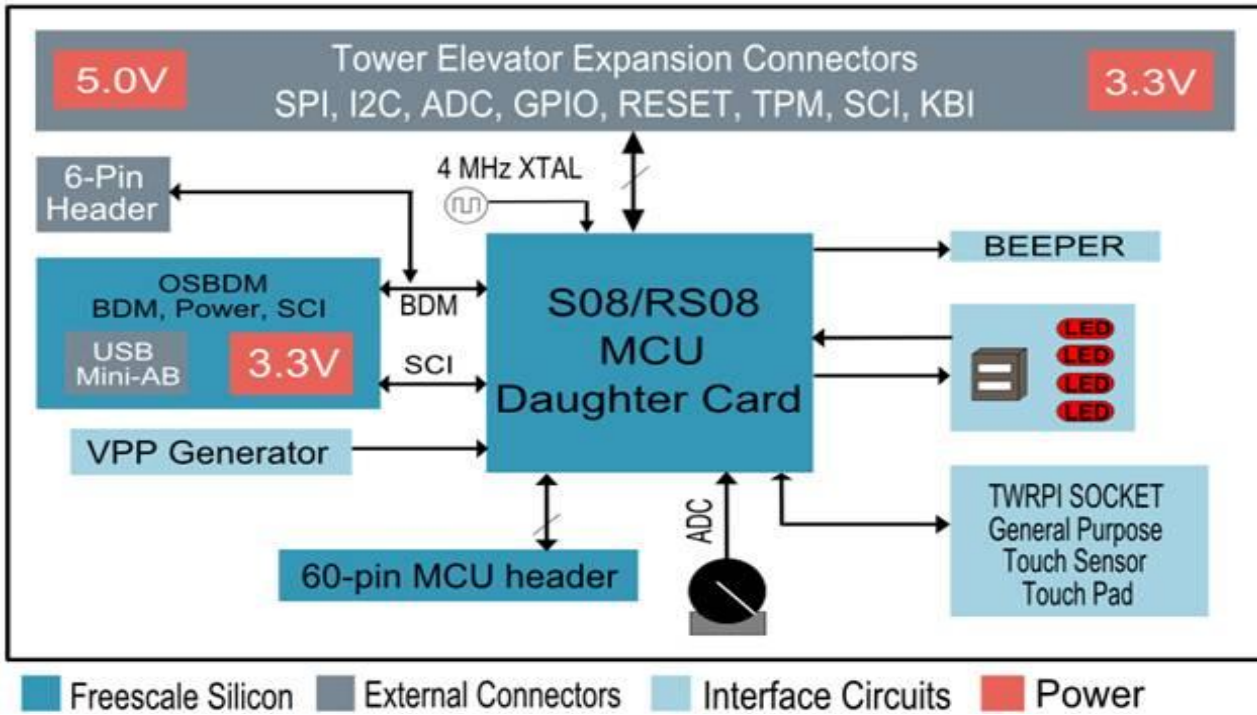 5.0V
Tower Elevator Expansion Connectors
SPI, I2C, ADC, GPIO, RESET, TPM, SCI, KBI
3.3V
6-Pin
Header
4 MHz XTAL
BEEPER
OSBDM
BDM, Power, SCI
USB
Mini-AB
3.3V
BDM
SCI
S08/RS08
MCU
Daughter Card
LED
LED
LED
LED
VPP Generator
60-pin MCU header
ADC
TWRPI SOCKET
General Purpose
Touch Sensor
Touch Pad
Freescale Silicon
External Connectors
Interface Circuits
Power